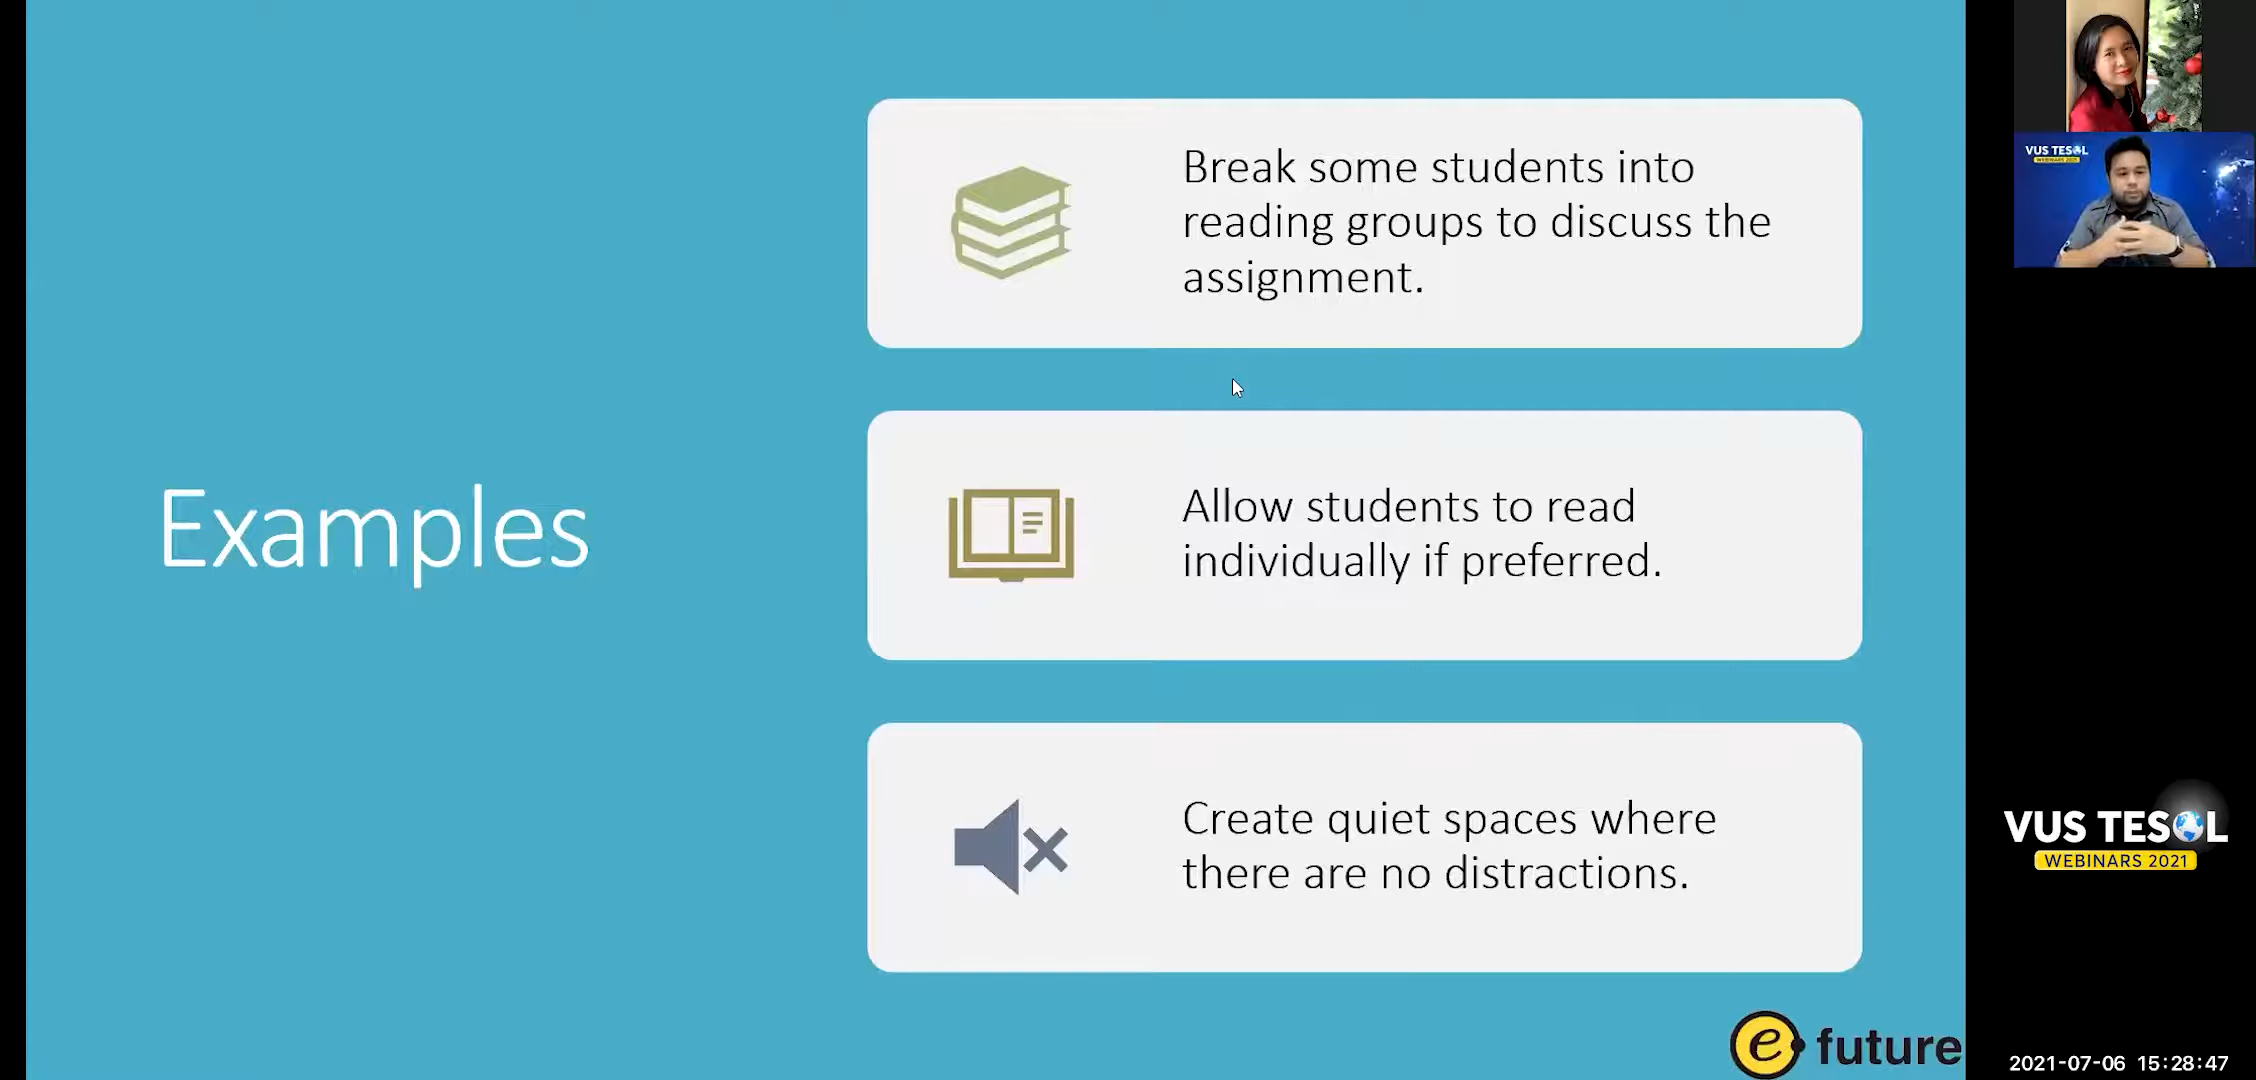 Examples
Break some students into
reading groups to discuss the
assignment.
Allow students to read
individually if preferred.
Create quiet spaces where
there are no distractions.
e future
VUS TESOL
WEBINARS 2021
VUS TESOL
WEBINARS 2021
2021-07-06 15:28:47